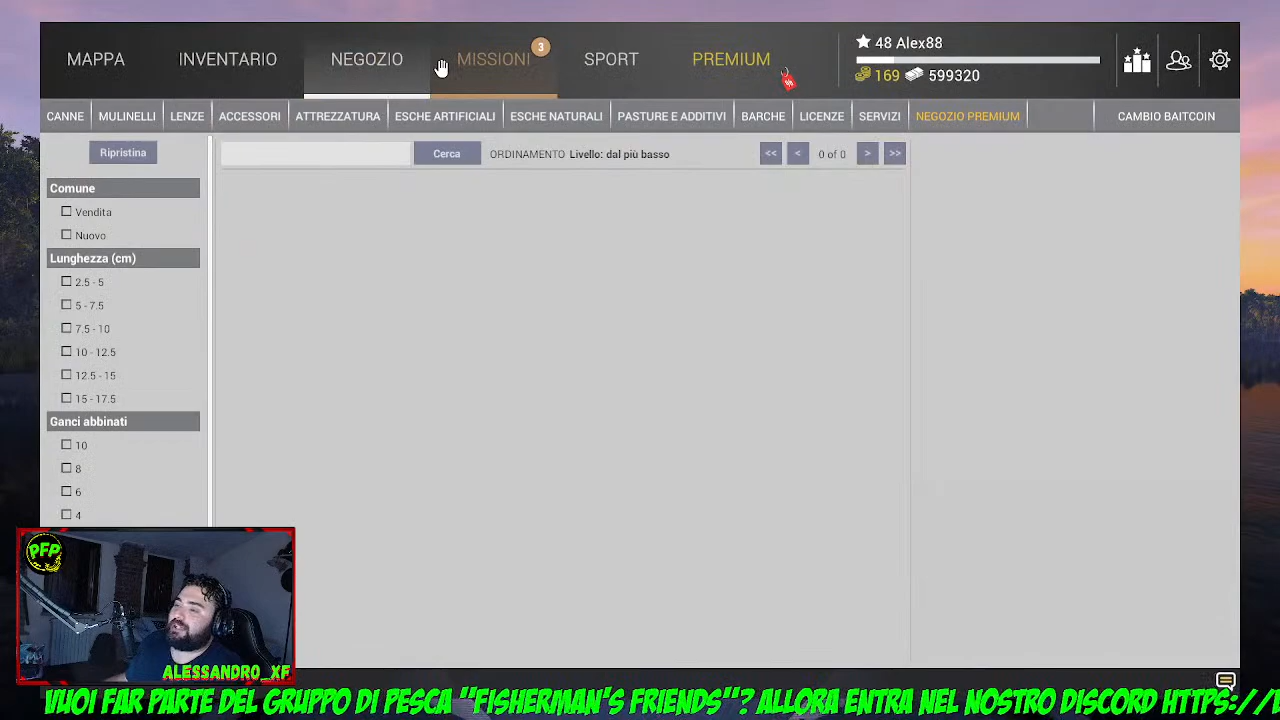 MAPPA INVENTARIO NEGOZIO MISSIONI 3 SPORT PREMIUM
48 Alex88
169 599320
CANNE MULINELLI LENZE ACCESSORI ATTREZZATURA ESCHE ARTIFICIALI ESCHE NATURALI PASTURE E ADDITIVI BARCHE LICENZE SERVIZI NEGOZIO PREMIUM CAMBIO BAITCOIN
Ripristina Cerca ORDINAMENTO Livello: dal più basso << < 0 of 0 > >>
Comune
Vendita
Nuovo
Lunghezza (cm)
2.5 - 5
5 - 7.5
7.5 - 10
10 - 12.5
12.5 - 15
15 - 17.5
Ganci abbinati
10
8
6
4
PFP
ALESSANDRO_XF
VUOI FAR PARTE DEL GRUPPO DI PESCA "FISHERMAN'S FRIENDS"? ALLORA ENTRA NEL NOSTRO DISCORD HTTPS://